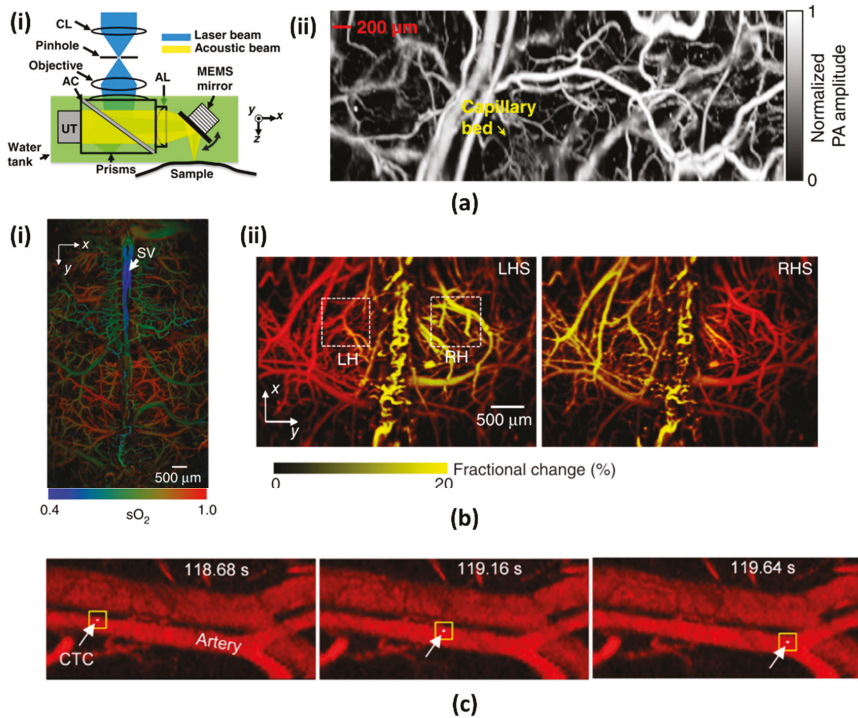 (i)
CL
Pinhole
Objective
AC
AL
Laser beam
Acoustic beam
MEMS
mirror
UT
Water
tank
Prisms
Sample
y
x
z
(ii)
200 μm
Capillary
bed
1
0
Normalized
PA amplitude
(a)
(i)
x
y
SV
500 μm
0.4
1.0
sO2
(ii)
LHS
LH
RH
x
y
500 μm
RHS
Fractional change (%)
0
20
(b)
118.68 s
CTC
Artery
119.16 s
119.64 s
(c)